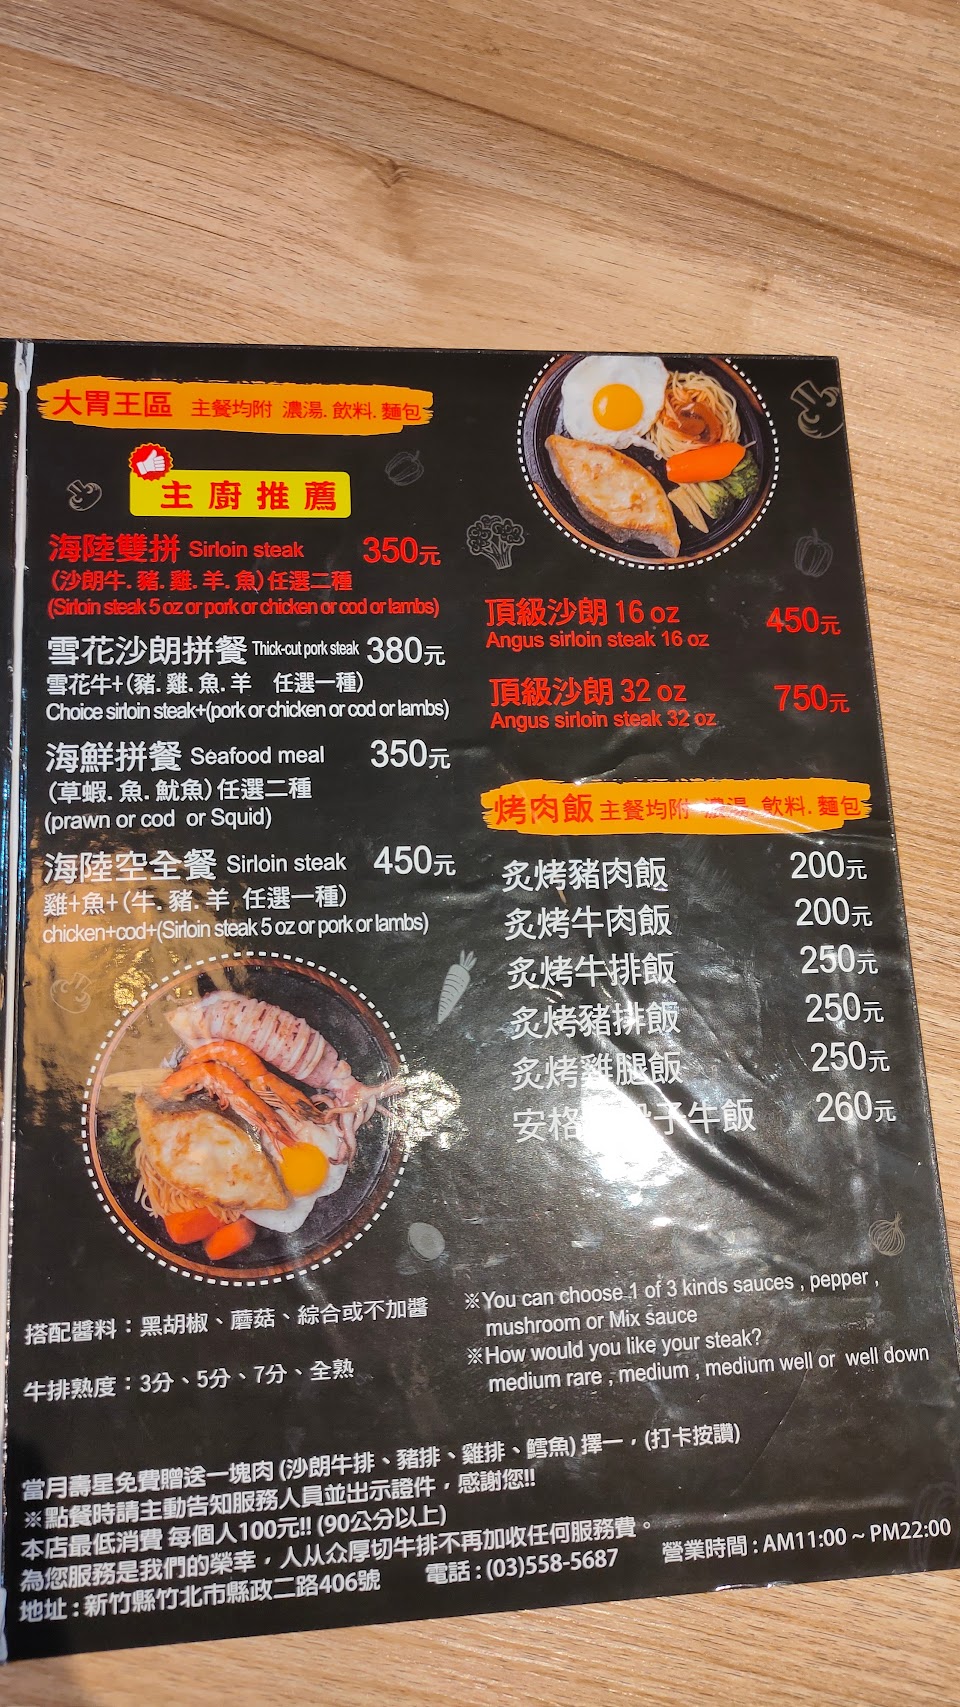 大胃王區 主餐均附 濃湯.飲料.麵包
主廚推薦
海陸雙拼 Sirloin steak 350元
(沙朗牛.豬.雞.羊.魚)任選二種
(Sirloin steak 5 oz or pork or chicken or cod or lambs)
雪花沙朗拼餐 Thick-cut pork steak 380元
雪花牛+(豬.雞.魚.羊 任選一種)
Choice sirloin steak+(pork or chicken or cod or lambs)
海鮮拼餐 Seafood meal 350元
(草蝦.魚.魷魚)任選二種
(prawn or cod or Squid)
海陸空全餐 Sirloin steak 450元
雞+魚+(牛.豬.羊 任選一種)
chicken+cod+(Sirloin steak 5 oz or pork or lambs)
頂級沙朗 16 oz 450元
Angus sirloin steak 16 oz
頂級沙朗 32 oz 750元
Angus sirloin steak 32 oz
烤肉飯 主餐均附 濃湯.飲料.麵包
炙烤豬肉飯 200元
炙烤牛肉飯 200元
炙烤牛排飯 250元
炙烤豬排飯 250元
炙烤雞腿飯 250元
安格 子牛飯 260元
搭配醬料：黑胡椒、蘑菇、綜合或不加醬
牛排熟度：3分、5分、7分、全熟
※You can choose 1 of 3 kinds sauces , pepper ,
mushroom or Mix sauce
※How would you like your steak?
medium rare , medium , medium well or well down
當月壽星免費贈送一塊肉 (沙朗牛排、豬排、雞排、鱈魚) 擇一，(打卡按讚)
※點餐時請主動告知服務人員並出示證件，感謝您!!
本店最低消費 每個人100元!! (90公分以上)
為您服務是我們的榮幸，人从众厚切牛排不再加收任何服務費。
地址 : 新竹縣竹北市縣政二路406號 電話 : (03)558-5687 營業時間 : AM11:00 ~ PM22:00